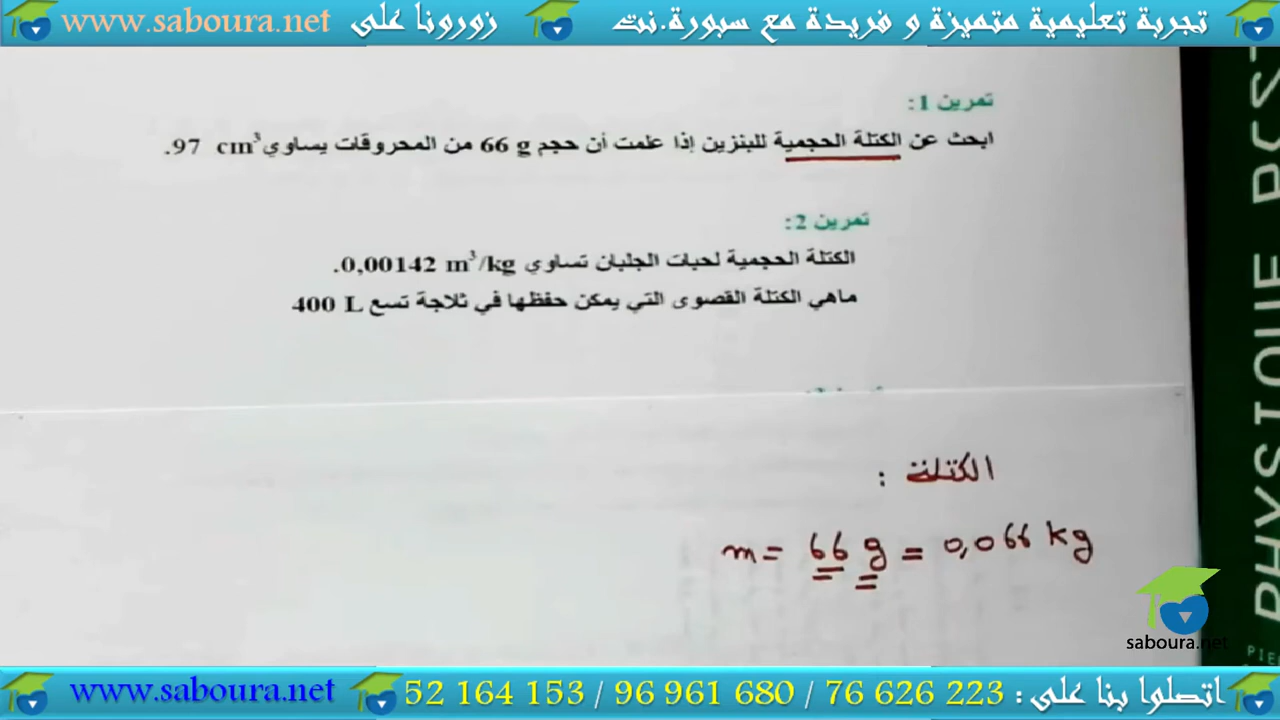 تجربة تعليمية متميزة و فريدة مع سبورة.نت زورونا على www.saboura.net
تمرين 1:
ابحث عن الكتلة الحجمية للبنزين إذا علمت أن حجم 66 g من المحروقات يساوي 97 cm³.
تمرين 2:
الكتلة الحجمية لحبات الجلبان تساوي 0,00142 m³/kg.
ماهي الكتلة القصوى التي يمكن حفظها في ثلاجة تسع 400 L
الكتلة :
m = 66 g = 0,066 kg
PHYSIQUE
saboura.net
اتصلوا بنا على : 52 164 153 / 96 961 680 / 76 626 223 www.saboura.net